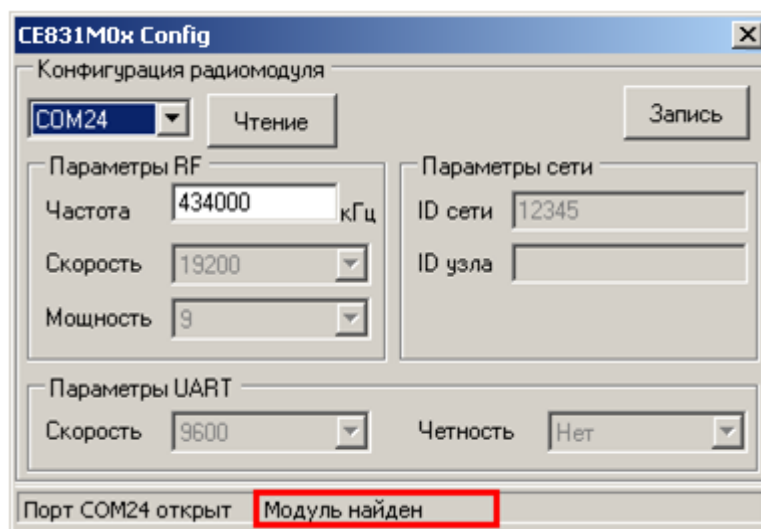 CE831M0x Config
Конфигурация радиомодуля
COM24 Чтение Запись
Параметры RF Параметры сети
Частота 434000 кГц ID сети 12345
Скорость 19200 ID узла
Мощность 9
Параметры UART
Скорость 9600 Четность Нет
Порт COM24 открыт Модуль найден